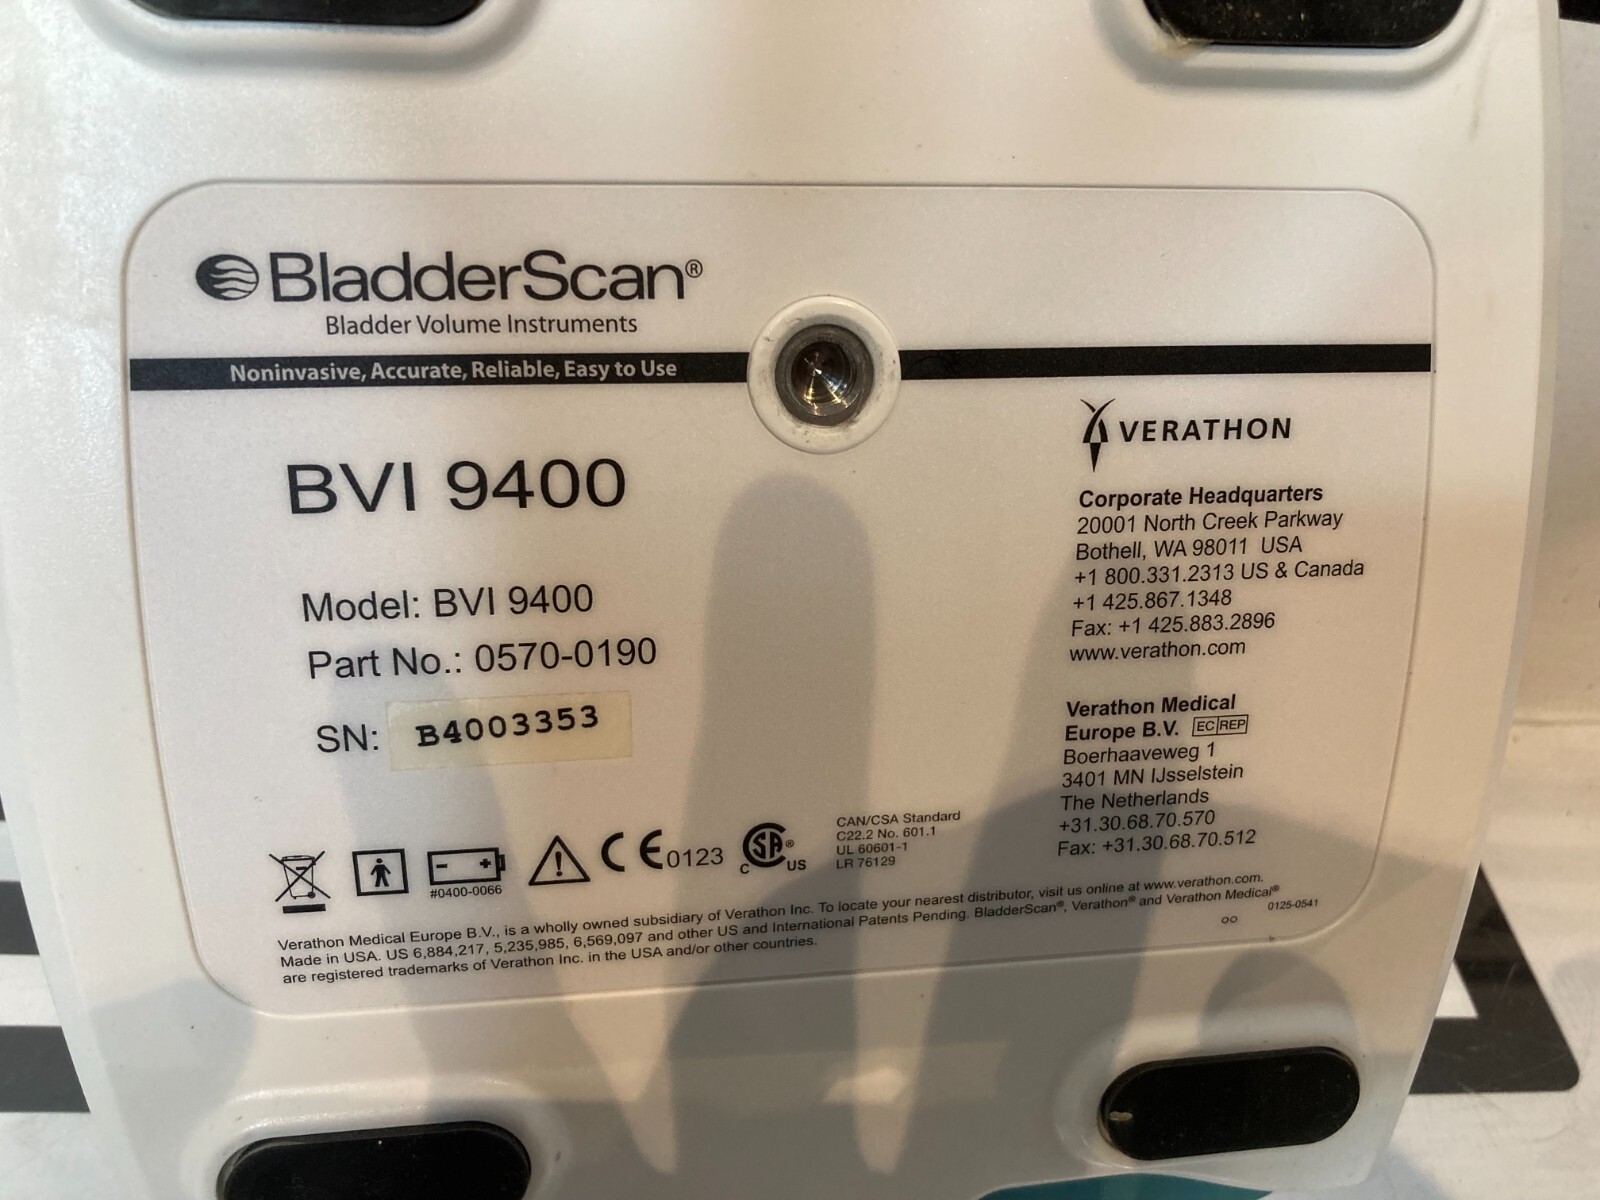 BladderScan®
Bladder Volume Instruments
Noninvasive, Accurate, Reliable, Easy to Use
BVI 9400
Model: BVI 9400
Part No.: 0570-0190
SN: B4003353
VERATHON
Corporate Headquarters
20001 North Creek Parkway
Bothell, WA 98011 USA
+1 800.331.2313 US & Canada
+1 425.867.1348
Fax: +1 425.883.2896
www.verathon.com
Verathon Medical
Europe B.V. EC REP
Boerhaaveweg 1
3401 MN IJsselstein
The Netherlands
+31.30.68.70.570
Fax: +31.30.68.70.512
#0400-0066
CE 0123
C SA® US
CAN/CSA Standard
C22.2 No. 601.1
UL 60601-1
LR 76129
Verathon Medical Europe B.V., is a wholly owned subsidiary of Verathon Inc. To locate your nearest distributor, visit us online at www.verathon.com.
Made in USA. US 6,884,217, 5,235,985, 6,569,097 and other US and International Patents Pending. BladderScan®, Verathon® and Verathon Medical®
are registered trademarks of Verathon Inc. in the USA and/or other countries.
0125-0541